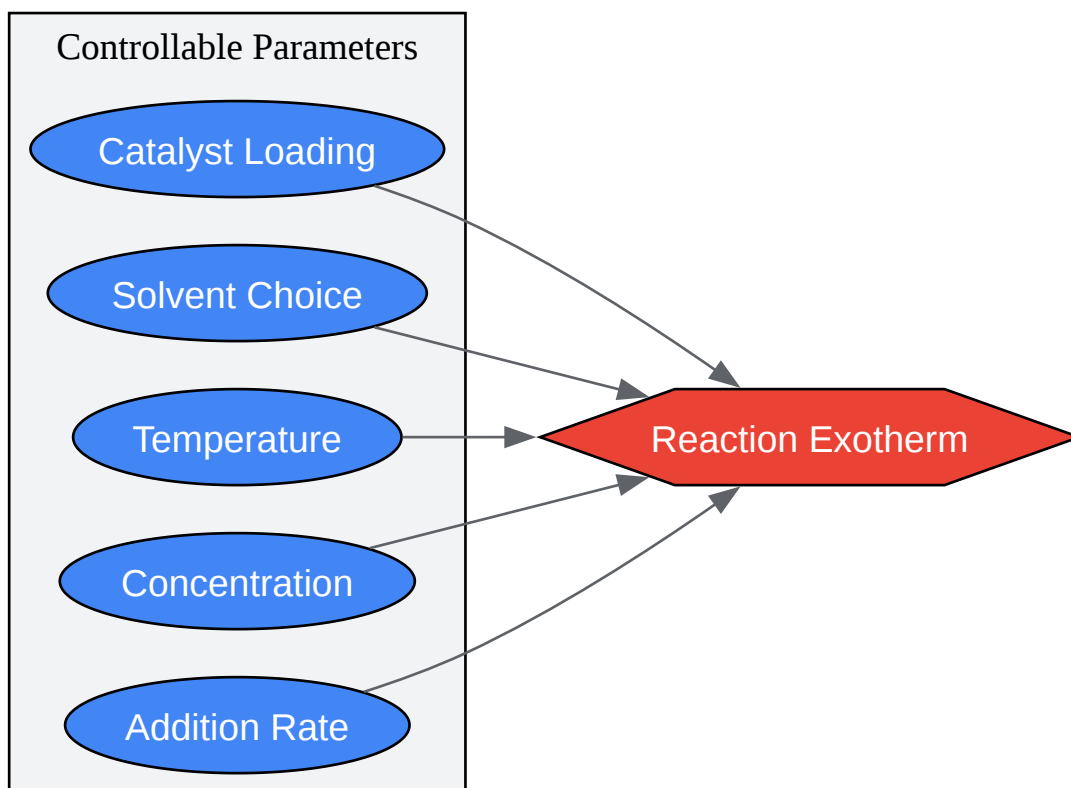 Controllable Parameters
Catalyst Loading
Solvent Choice
Temperature
Reaction Exotherm
Concentration
Addition Rate